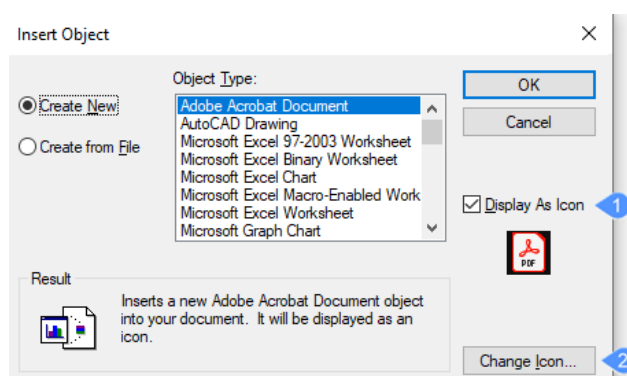 Insert Object
Object Type:
Create New
Create from File
Adobe Acrobat Document
AutoCAD Drawing
Microsoft Excel 97-2003 Worksheet
Microsoft Excel Binary Worksheet
Microsoft Excel Chart
Microsoft Excel Macro-Enabled Work
Microsoft Excel Worksheet
Microsoft Graph Chart
OK
Cancel
Display As Icon
1
PDF
Result
Inserts a new Adobe Acrobat Document object
into your document. It will be displayed as an
icon.
Change Icon...
2